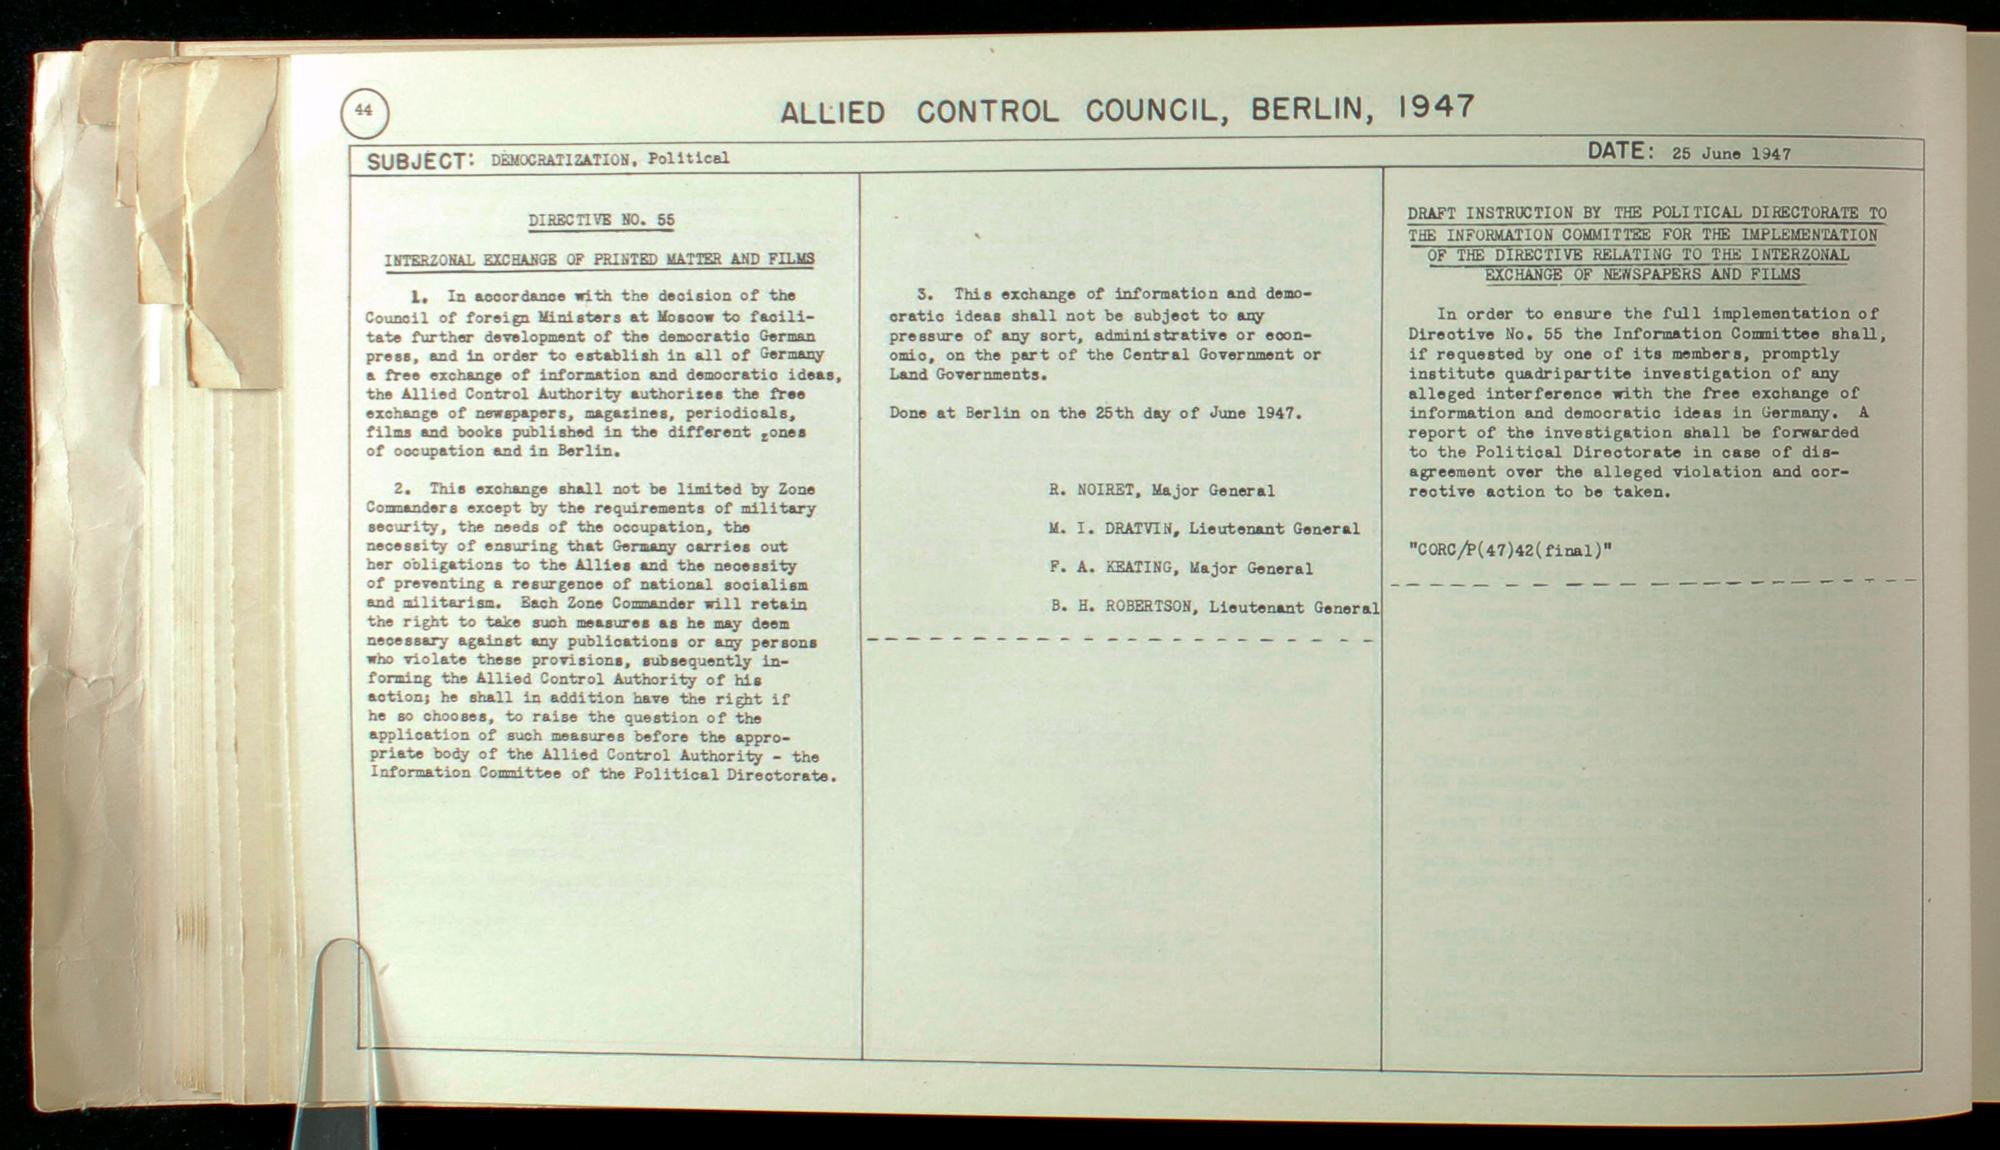 44
ALLIED CONTROL COUNCIL, BERLIN, 1947
SUBJECT: DEMOCRATIZATION, Political
DATE: 25 June 1947
DIRECTIVE NO. 55
INTERZONAL EXCHANGE OF PRINTED MATTER AND FILMS
1. In accordance with the decision of the
Council of foreign Ministers at Moscow to facili-
tate further development of the democratic German
press, and in order to establish in all of Germany
a free exchange of information and democratic ideas,
the Allied Control Authority authorizes the free
exchange of newspapers, magazines, periodicals,
films and books published in the different zones
of occupation and in Berlin.
2. This exchange shall not be limited by Zone
Commanders except by the requirements of military
security, the needs of the occupation, the
necessity of ensuring that Germany carries out
her obligations to the Allies and the necessity
of preventing a resurgence of national socialism
and militarism. Each Zone Commander will retain
the right to take such measures as he may deem
necessary against any publications or any persons
who violate these provisions, subsequently in-
forming the Allied Control Authority of his
action; he shall in addition have the right if
he so chooses, to raise the question of the
application of such measures before the appro-
priate body of the Allied Control Authority - the
Information Committee of the Political Directorate.
3. This exchange of information and demo-
cratic ideas shall not be subject to any
pressure of any sort, administrative or econ-
omic, on the part of the Central Government or
Land Governments.
Done at Berlin on the 25th day of June 1947.
R. NOIRET, Major General
M. I. DRATVIN, Lieutenant General
F. A. KEATING, Major General
B. H. ROBERTSON, Lieutenant General
DRAFT INSTRUCTION BY THE POLITICAL DIRECTORATE TO
THE INFORMATION COMMITTEE FOR THE IMPLEMENTATION
OF THE DIRECTIVE RELATING TO THE INTERZONAL
EXCHANGE OF NEWSPAPERS AND FILMS
In order to ensure the full implementation of
Directive No. 55 the Information Committee shall,
if requested by one of its members, promptly
institute quadripartite investigation of any
alleged interference with the free exchange of
information and democratic ideas in Germany. A
report of the investigation shall be forwarded
to the Political Directorate in case of dis-
agreement over the alleged violation and cor-
rective action to be taken.
"CORC/P(47)42(final)"